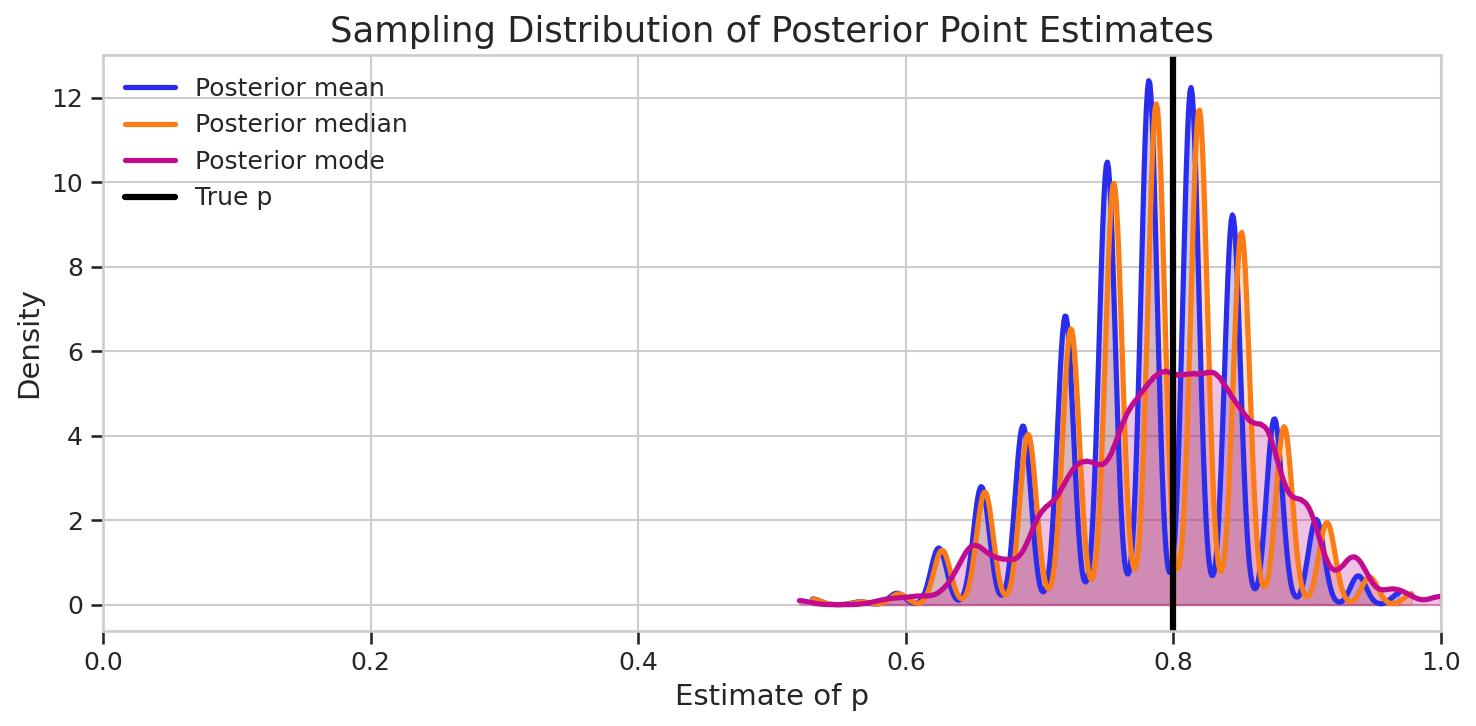 Sampling Distribution of Posterior Point Estimates
Posterior mean
Posterior median
Posterior mode
True p
Density
12
10
8
6
4
2
0
0.0 0.2 0.4 0.6 0.8 1.0
Estimate of p